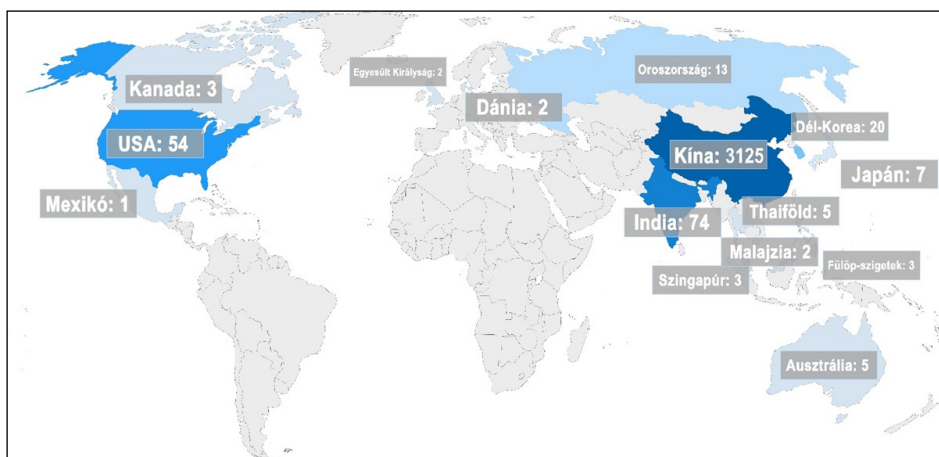 Egyesült Királyság: 2
Oroszország: 13
Kanada: 3
Dánia: 2
Dél-Korea: 20
USA: 54
Kína: 3125
Japán: 7
Mexikó: 1
India: 74
Thaiföld: 5
Malajzia: 2
Fülöp-szigetek: 3
Szingapúr: 3
Ausztrália: 5